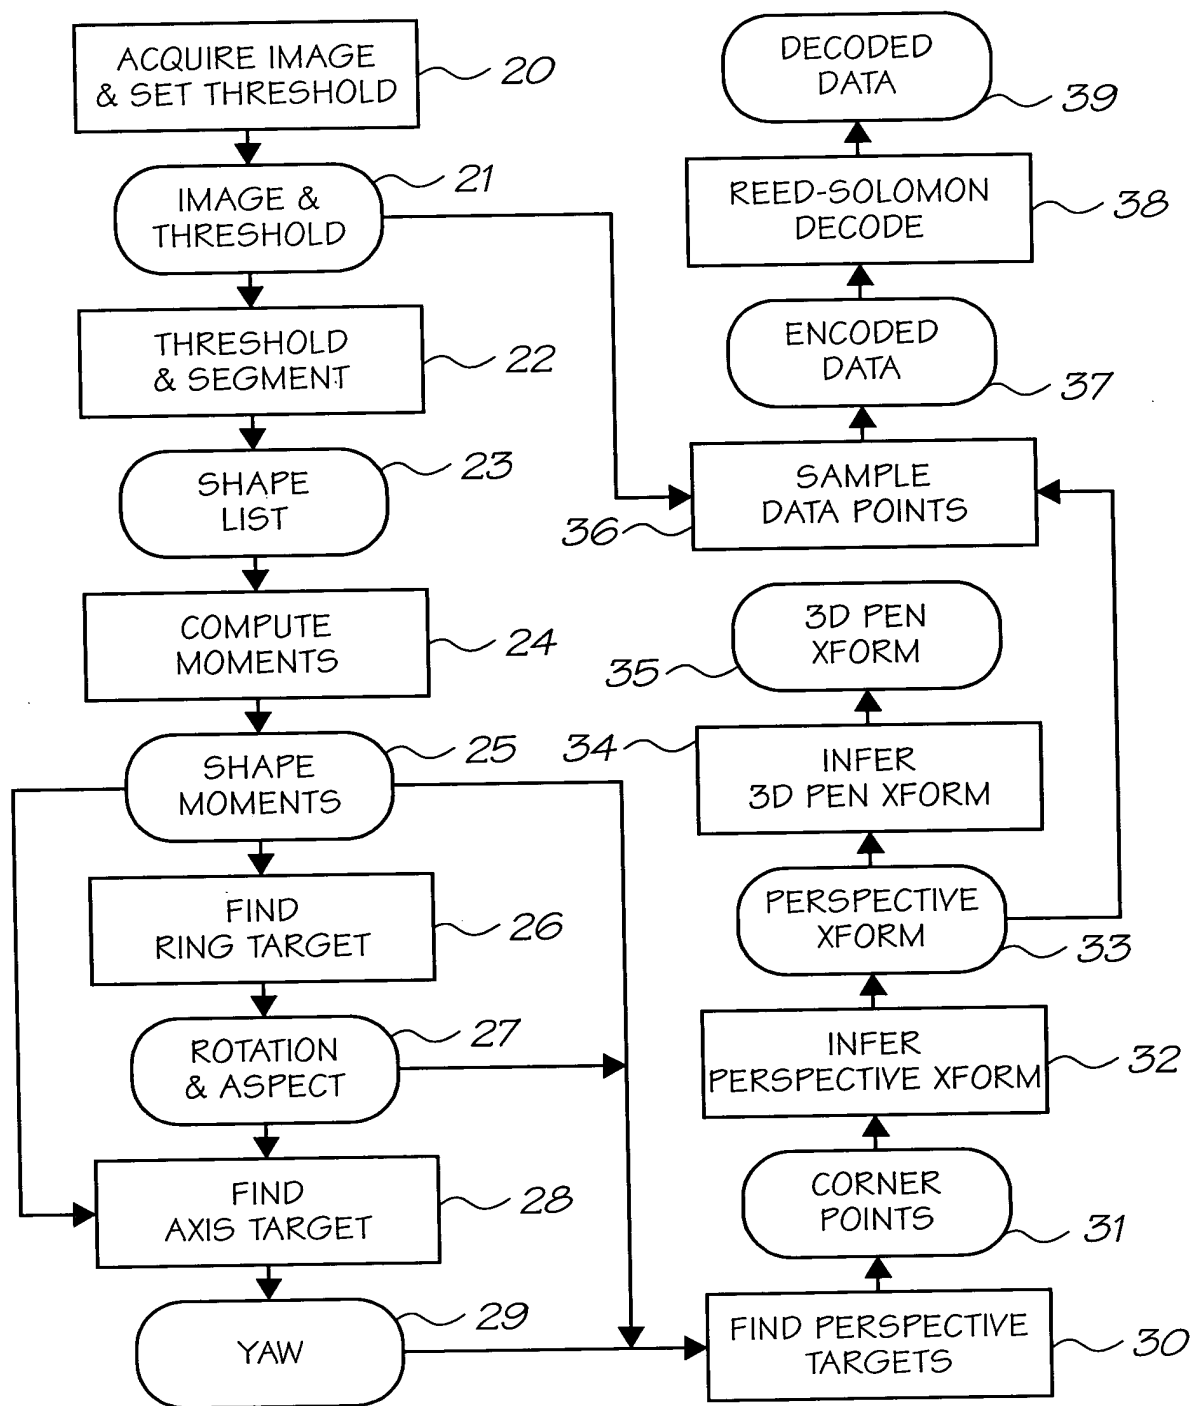 ACQUIRE IMAGE
& SET THRESHOLD
20
IMAGE &
THRESHOLD
21
THRESHOLD
& SEGMENT
22
SHAPE
LIST
23
COMPUTE
MOMENTS
24
SHAPE
MOMENTS
25
FIND
RING TARGET
26
ROTATION
& ASPECT
27
FIND
AXIS TARGET
28
YAW
29
FIND PERSPECTIVE
TARGETS
30
CORNER
POINTS
31
INFER
PERSPECTIVE XFORM
32
PERSPECTIVE
XFORM
33
INFER
3D PEN XFORM
34
3D PEN
XFORM
35
SAMPLE
DATA POINTS
36
ENCODED
DATA
37
REED-SOLOMON
DECODE
38
DECODED
DATA
39